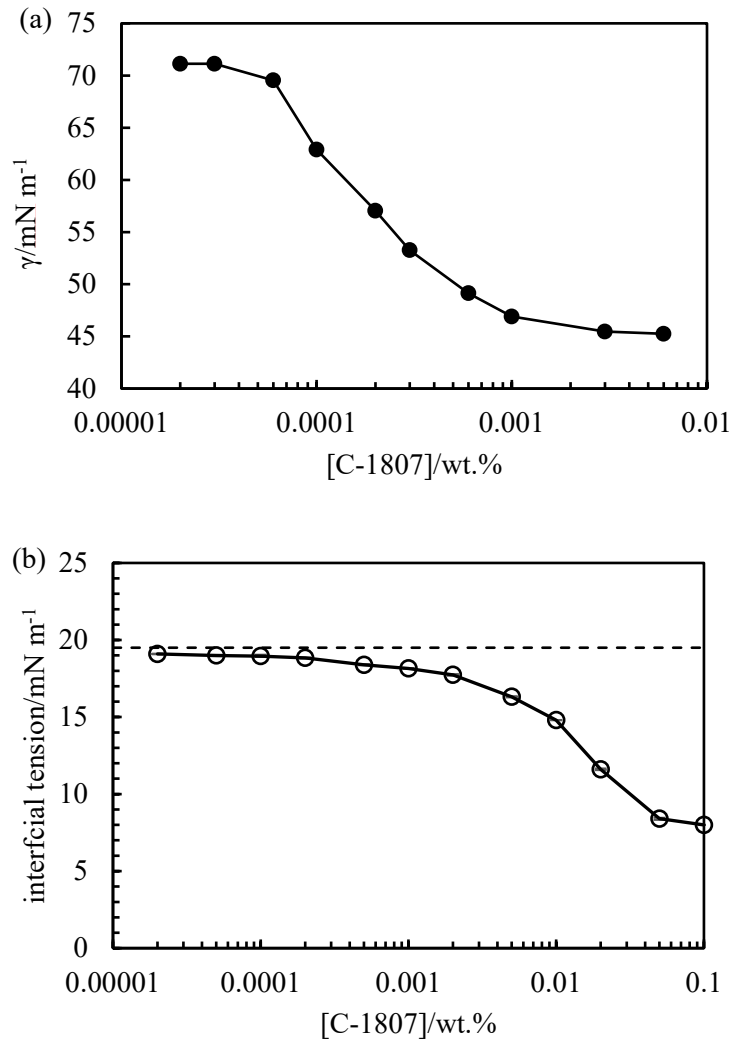 (a)
75
70
65
60
55
50
45
40
γ/mN m⁻¹
0.00001 0.0001 0.001 0.01
[C-1807]/wt.%
(b)
25
20
15
10
5
0
interfcial tension/mN m⁻¹
0.00001 0.0001 0.001 0.01 0.1
[C-1807]/wt.%